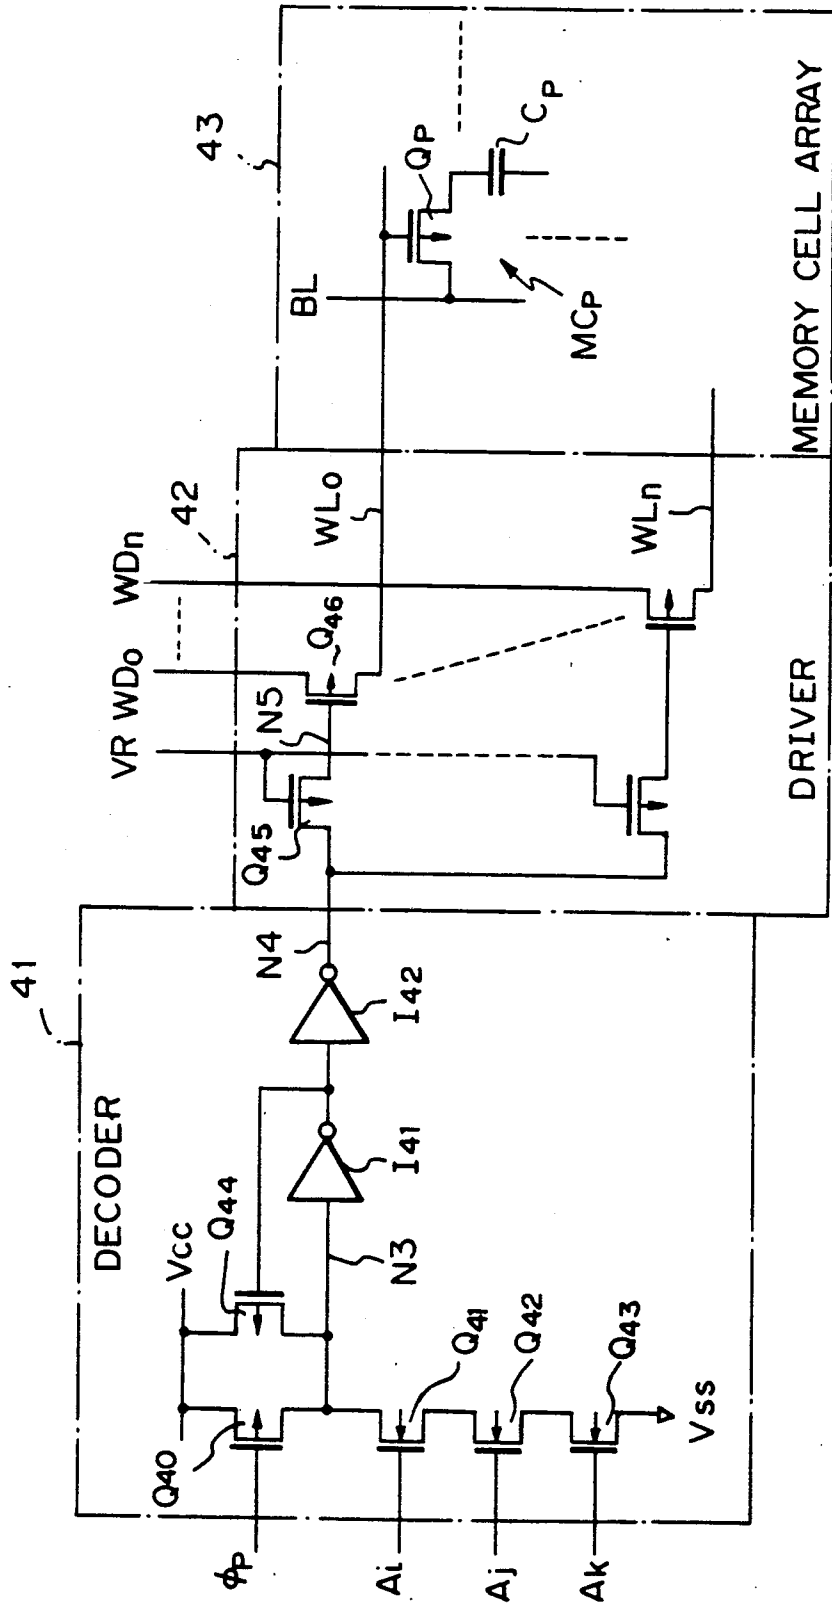 41
DECODER
Vcc
Q40
Q44
ΦP
N3
I41
I42
N4
Ai
Q41
Aj
Q42
Ak
Q43
Vss
VR
WD0
WDn
42
Q45
N5
Q46
WL0
WLn
DRIVER
43
BL
QP
CP
MCP
MEMORY CELL ARRAY